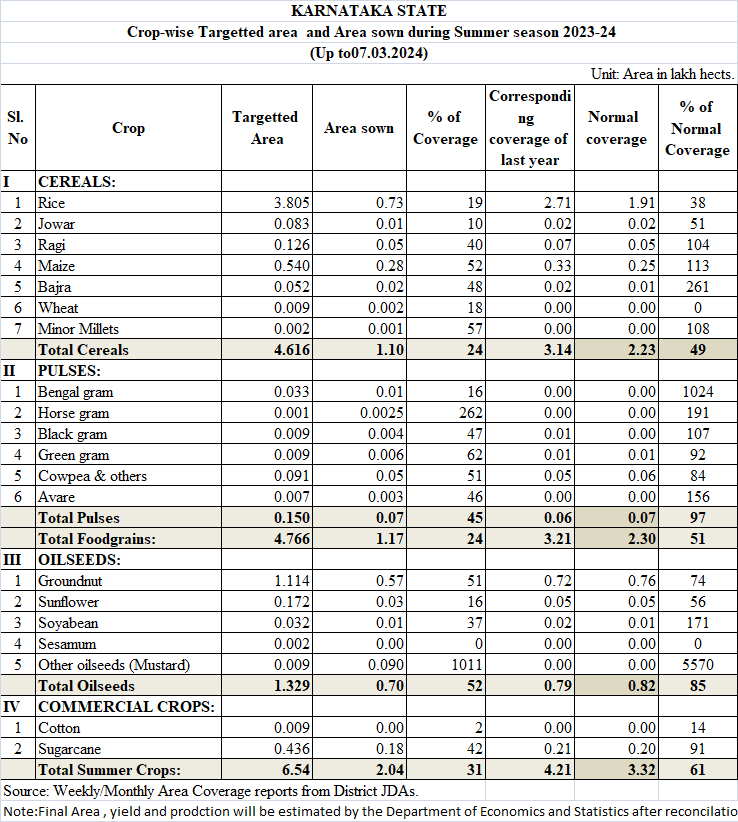 KARNATAKA STATE
Crop-wise Targetted area and Area sown during Summer season 2023-24
(Up to07.03.2024)
Unit: Area in lakh hects.
Sl. No Crop Targetted Area Area sown % of Coverage Correspondi ng coverage of last year Normal coverage % of Normal Coverage
I CEREALS:
1 Rice 3.805 0.73 19 2.71 1.91 38
2 Jowar 0.083 0.01 10 0.02 0.02 51
3 Ragi 0.126 0.05 40 0.07 0.05 104
4 Maize 0.540 0.28 52 0.33 0.25 113
5 Bajra 0.052 0.02 48 0.02 0.01 261
6 Wheat 0.009 0.002 18 0.00 0.00 0
7 Minor Millets 0.002 0.001 57 0.00 0.00 108
Total Cereals 4.616 1.10 24 3.14 2.23 49
II PULSES:
1 Bengal gram 0.033 0.01 16 0.00 0.00 1024
2 Horse gram 0.001 0.0025 262 0.00 0.00 191
3 Black gram 0.009 0.004 47 0.01 0.00 107
4 Green gram 0.009 0.006 62 0.01 0.01 92
5 Cowpea & others 0.091 0.05 51 0.05 0.06 84
6 Avare 0.007 0.003 46 0.00 0.00 156
Total Pulses 0.150 0.07 45 0.06 0.07 97
Total Foodgrains: 4.766 1.17 24 3.21 2.30 51
III OILSEEDS:
1 Groundnut 1.114 0.57 51 0.72 0.76 74
2 Sunflower 0.172 0.03 16 0.05 0.05 56
3 Soyabean 0.032 0.01 37 0.02 0.01 171
4 Sesamum 0.002 0.00 0 0.00 0.00 0
5 Other oilseeds (Mustard) 0.009 0.090 1011 0.00 0.00 5570
Total Oilseeds 1.329 0.70 52 0.79 0.82 85
IV COMMERCIAL CROPS:
1 Cotton 0.009 0.00 2 0.00 0.00 14
2 Sugarcane 0.436 0.18 42 0.21 0.20 91
Total Summer Crops: 6.54 2.04 31 4.21 3.32 61
Source: Weekly/Monthly Area Coverage reports from District JDAs.
Note:Final Area , yield and prodction will be estimated by the Department of Economics and Statistics after reconcilatio